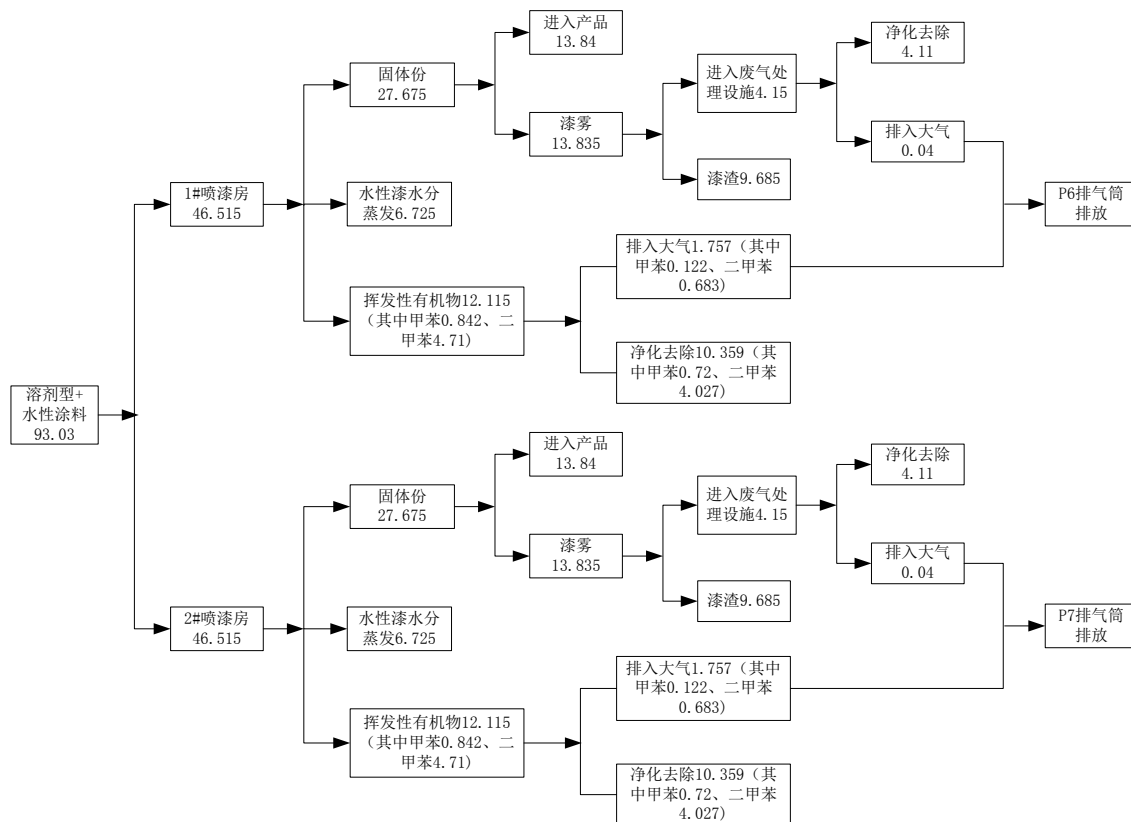 进入产品
13.84
净化去除
4.11
固体份
27.675
进入废气处
理设施4.15
漆雾
13.835
排入大气
0.04
漆渣9.685
1#喷漆房
46.515
水性漆水分
蒸发6.725
P6排气筒
排放
排入大气1.757（其中
甲苯0.122、二甲苯
0.683)
挥发性有机物12.115
（其中甲苯0.842、二
甲苯4.71)
净化去除10.359（其
中甲苯0.72、二甲苯
4.027)
溶剂型+
水性涂料
93.03
进入产品
13.84
净化去除
4.11
固体份
27.675
进入废气处
理设施4.15
漆雾
13.835
排入大气
0.04
漆渣9.685
2#喷漆房
46.515
水性漆水分
蒸发6.725
P7排气筒
排放
排入大气1.757（其中
甲苯0.122、二甲苯
0.683)
挥发性有机物12.115
（其中甲苯0.842、二
甲苯4.71)
净化去除10.359（其
中甲苯0.72、二甲苯
4.027)